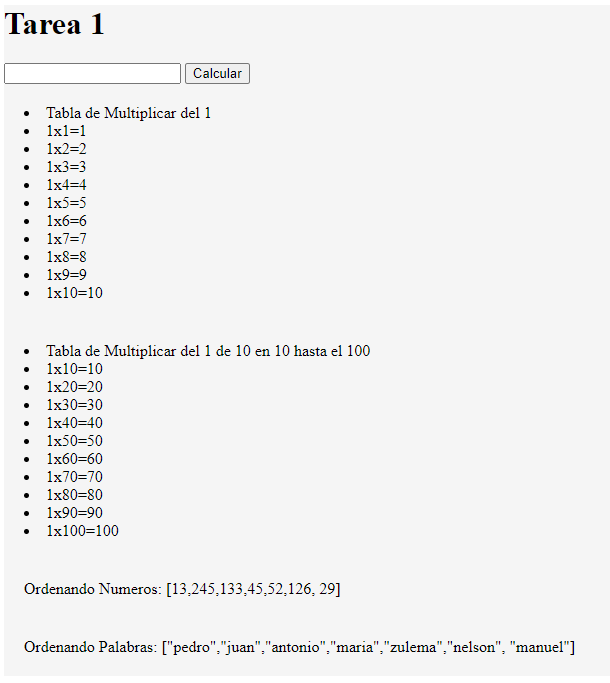 Tarea 1
Calcular
Tabla de Multiplicar del 1
1x1=1
1x2=2
1x3=3
1x4=4
1x5=5
1x6=6
1x7=7
1x8=8
1x9=9
1x10=10
Tabla de Multiplicar del 1 de 10 en 10 hasta el 100
1x10=10
1x20=20
1x30=30
1x40=40
1x50=50
1x60=60
1x70=70
1x80=80
1x90=90
1x100=100
Ordenando Numeros: [13,245,133,45,52,126, 29]
Ordenando Palabras: ["pedro","juan","antonio","maria","zulema","nelson", "manuel"]